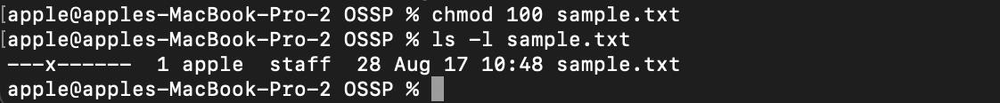 [apple@apples-MacBook-Pro-2 OSSP % chmod 100 sample.txt
[apple@apples-MacBook-Pro-2 OSSP % ls -l sample.txt
---x------  1 apple  staff  28 Aug 17 10:48 sample.txt
apple@apples-MacBook-Pro-2 OSSP %